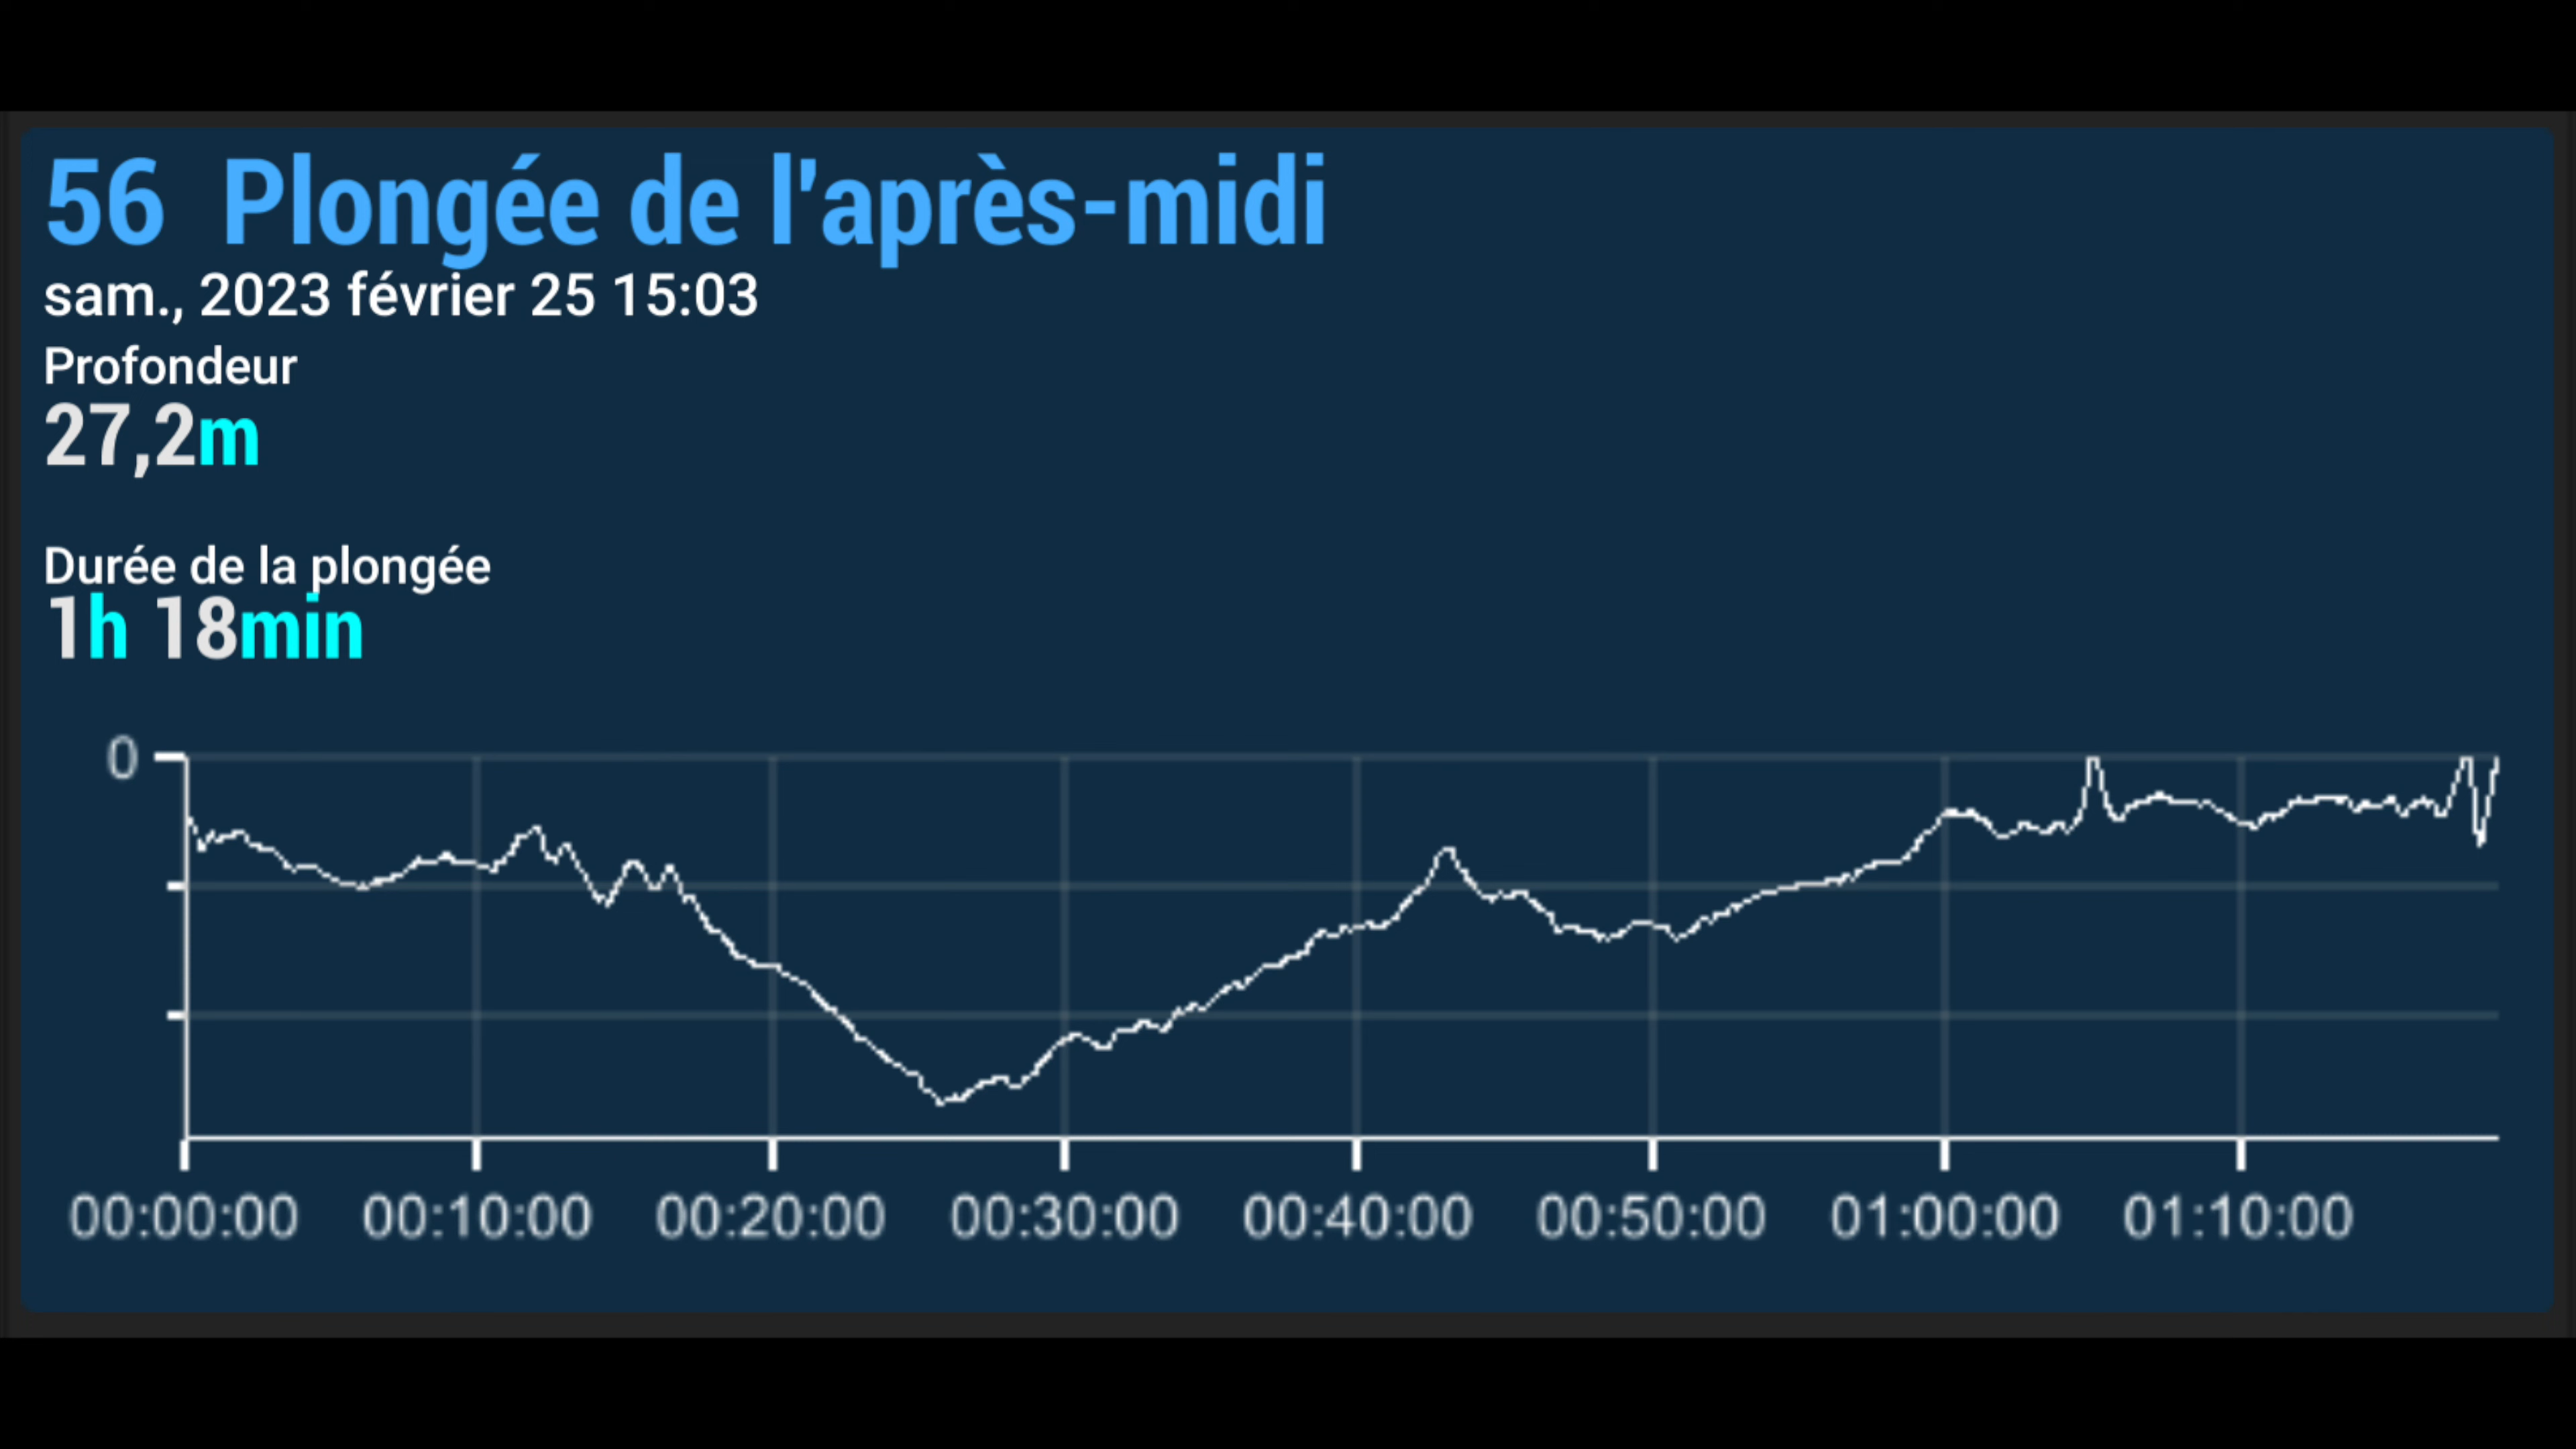 56 Plongée de l'après-midi
sam., 2023 février 25 15:03
Profondeur
27,2m
Durée de la plongée
1h 18min
0
00:00:00 00:10:00 00:20:00 00:30:00 00:40:00 00:50:00 01:00:00 01:10:00